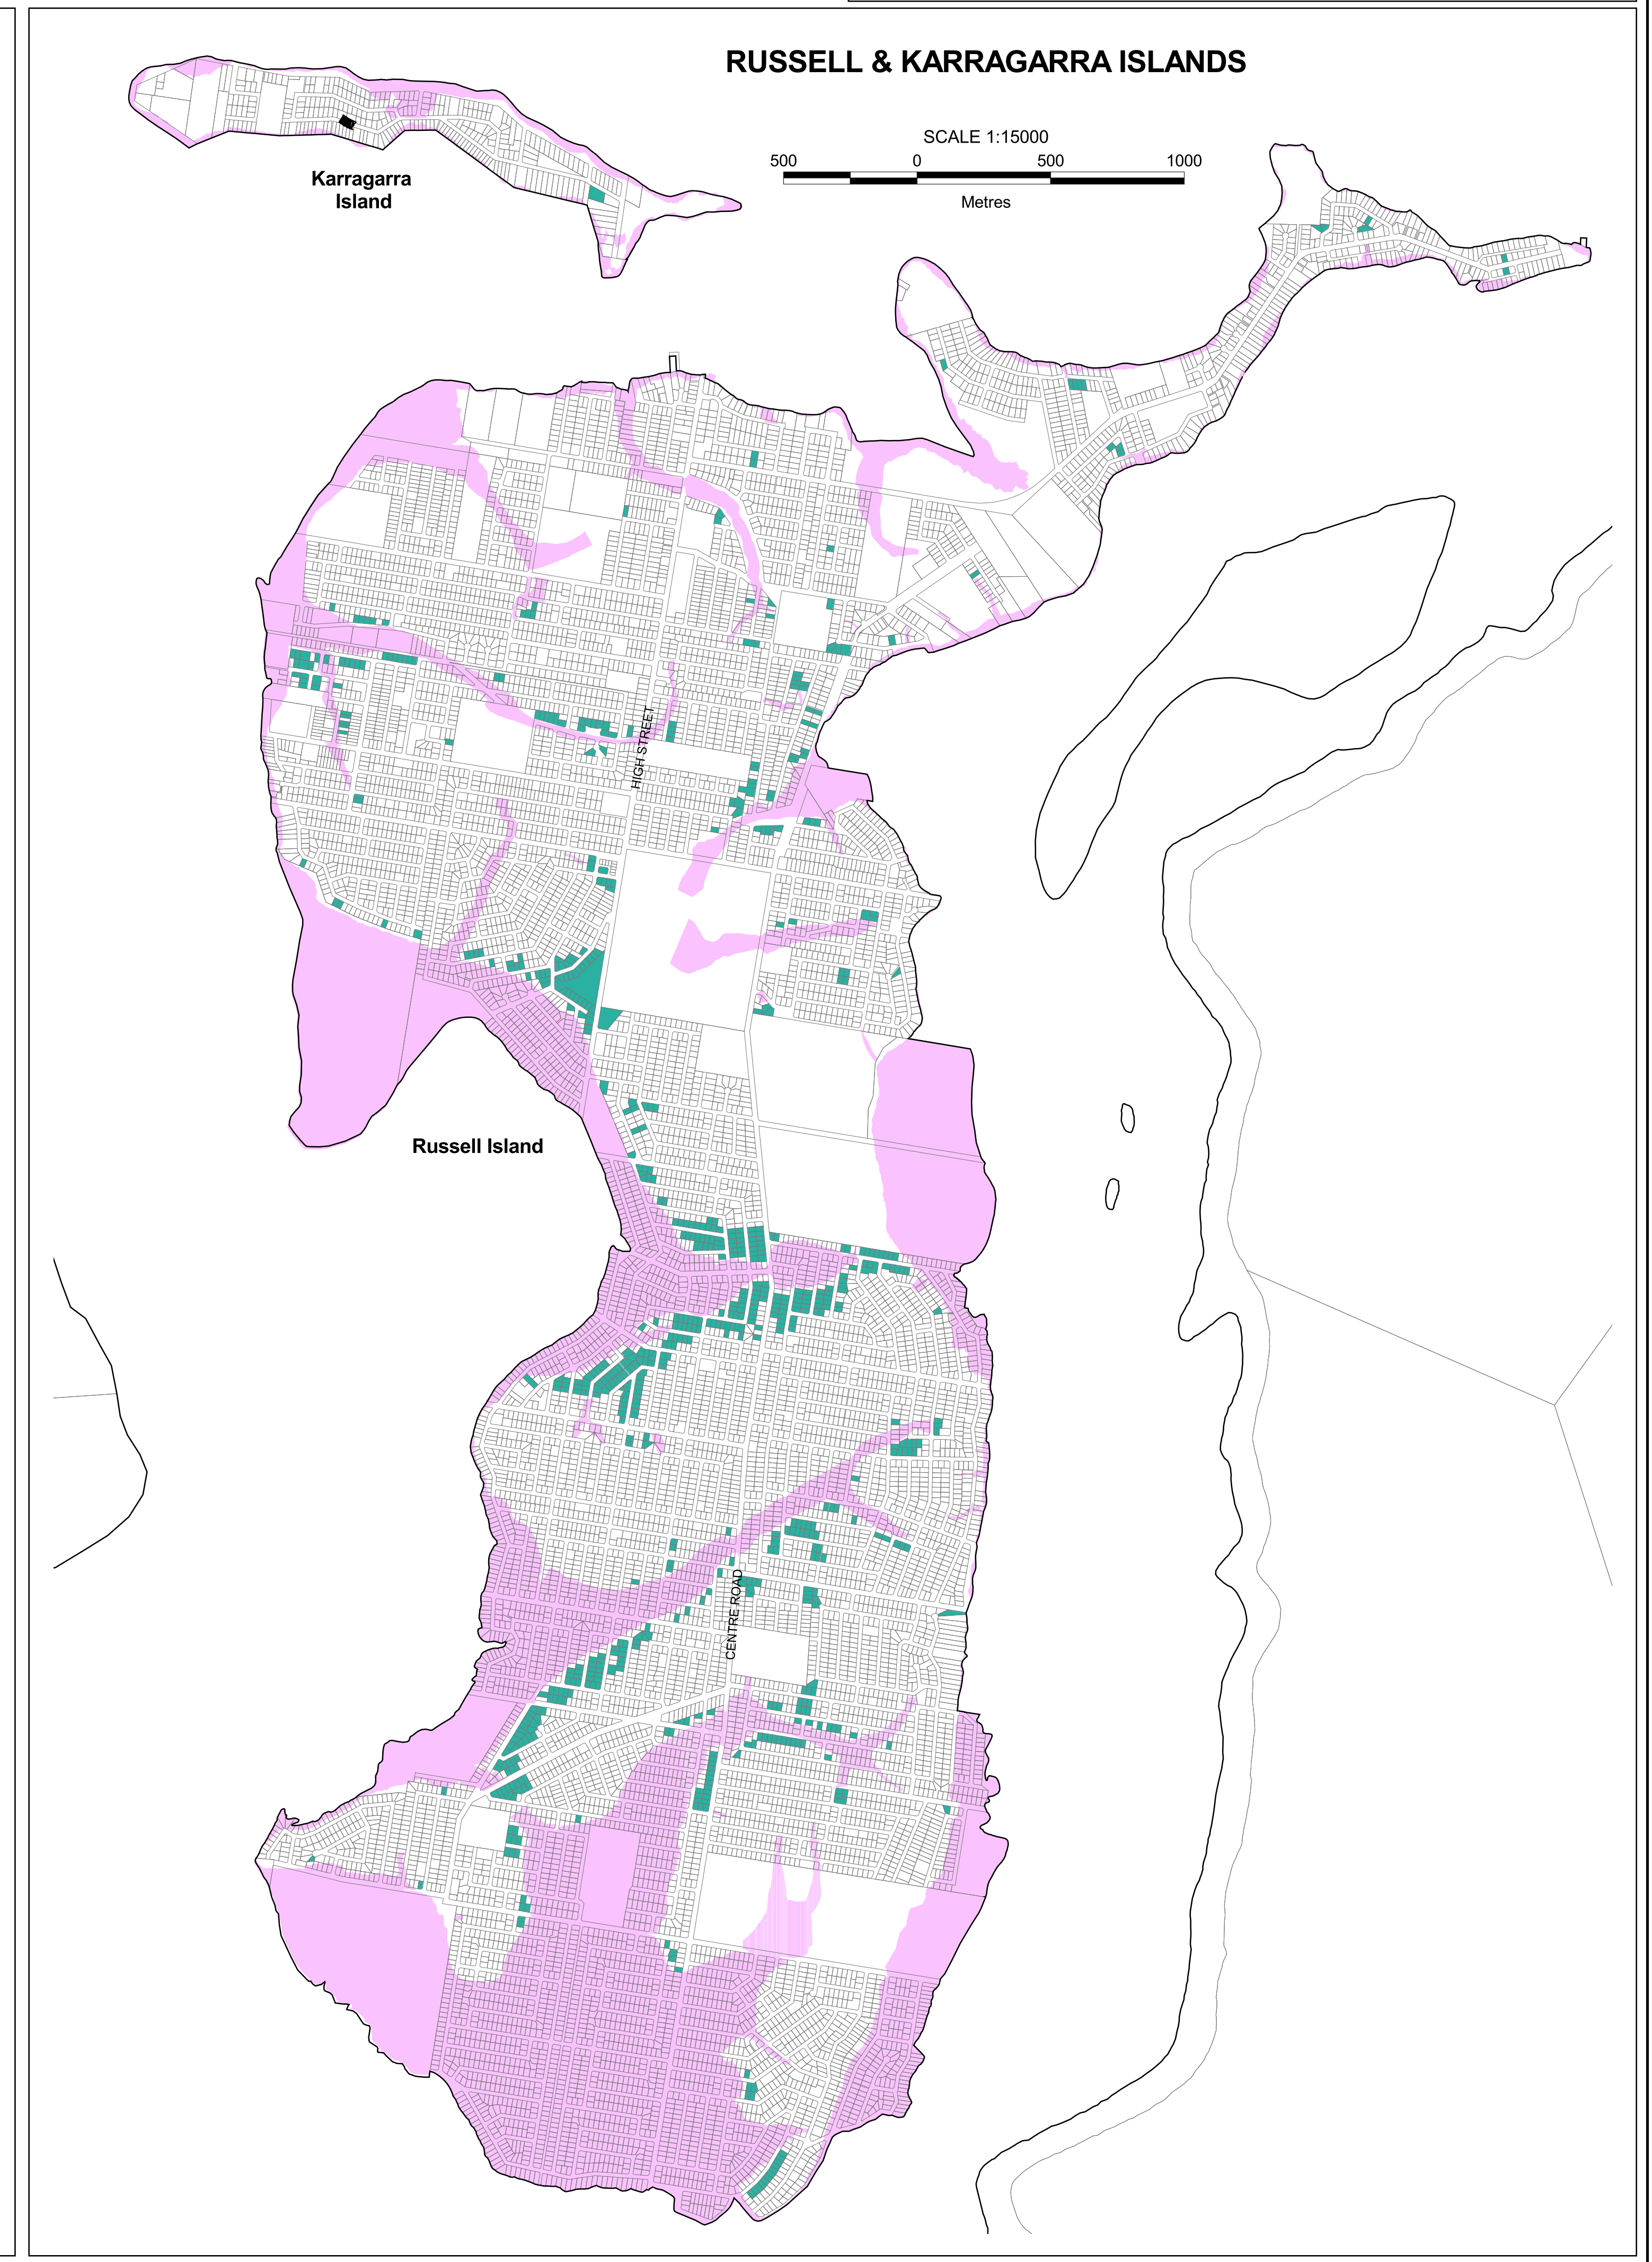 RUSSELL & KARRAGARRA ISLANDS
SCALE 1:15000
500 0 500 1000
Metres
Karragarra
Island
HIGH STREET
Russell Island
CENTRE ROAD